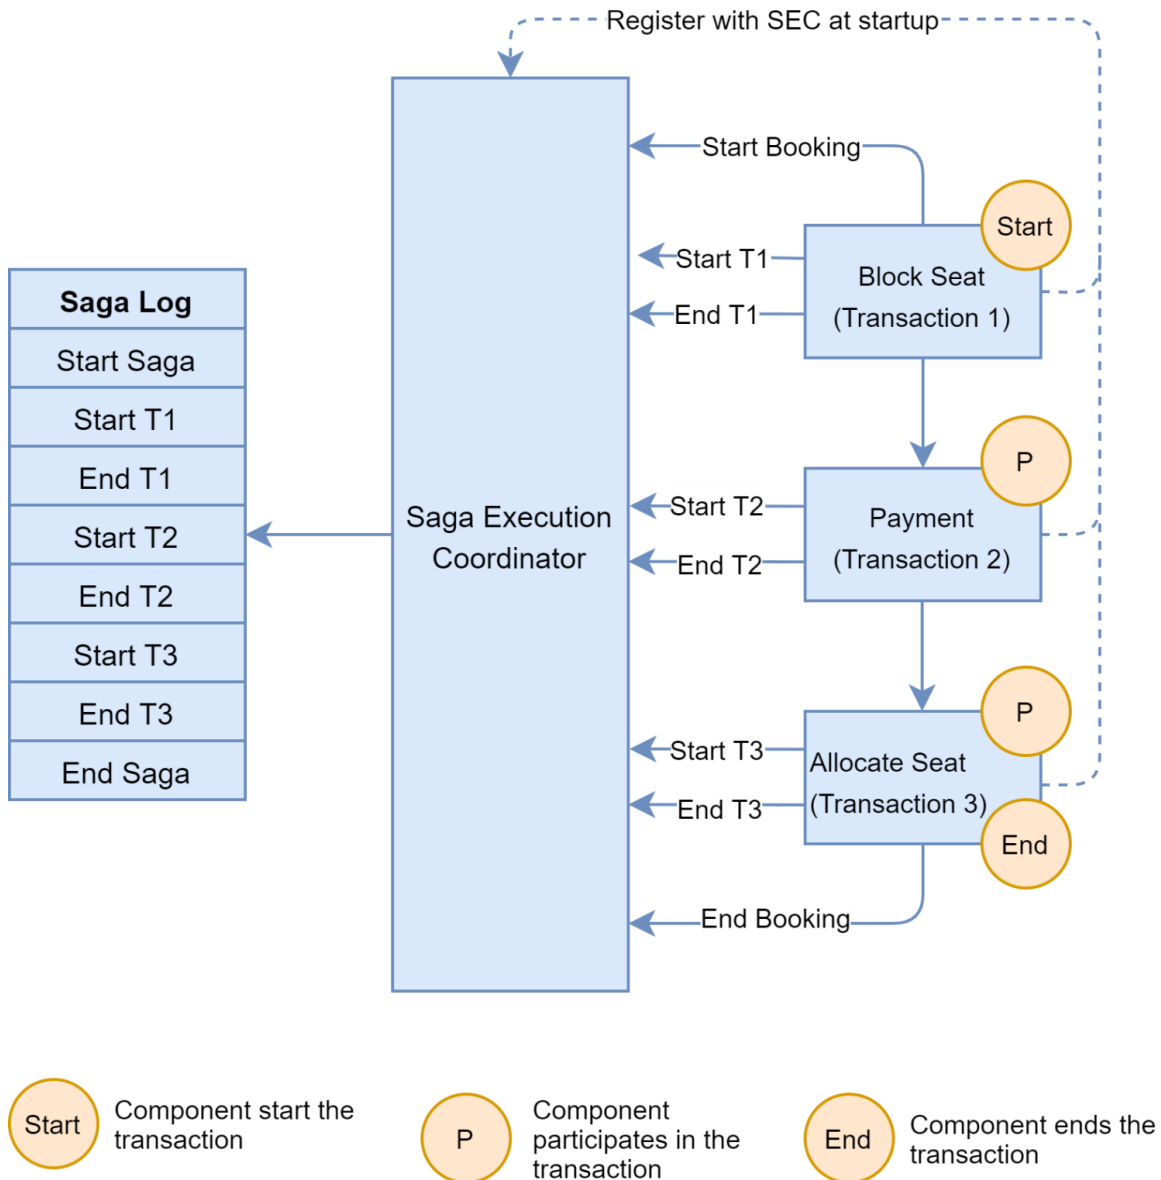 Register with SEC at startup
Start Booking
Start
Start T1
Block Seat
(Transaction 1)
End T1
Saga Log
Start Saga
Start T1
End T1
Start T2
End T2
Start T3
End T3
End Saga
Saga Execution
Coordinator
P
Start T2
Payment
(Transaction 2)
End T2
P
Start T3
Allocate Seat
(Transaction 3)
End T3
End
End Booking
Start
Component start the
transaction
P
Component
participates in the
transaction
End
Component ends the
transaction